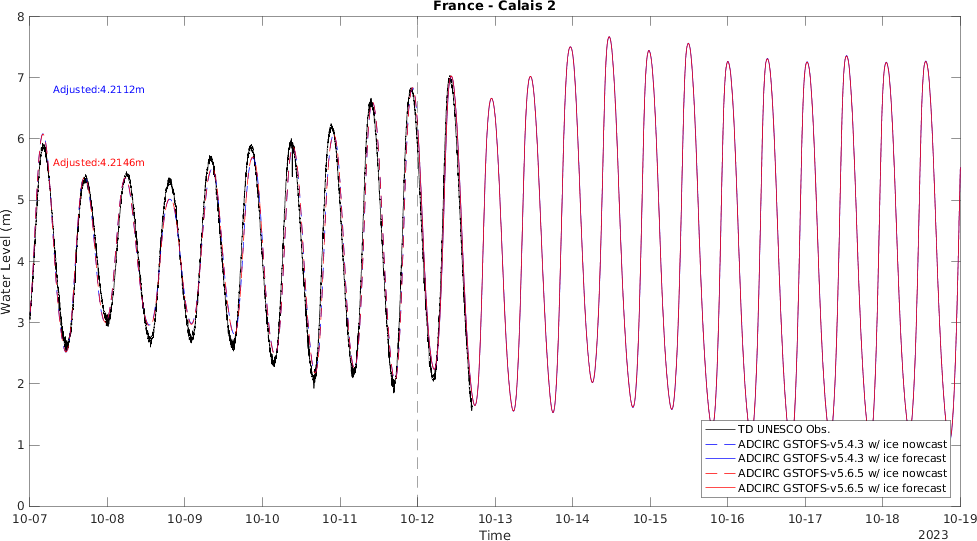 France - Calais 2
8
7
6
5
4
3
2
1
0
Water Level (m)
Adjusted:4.2112m
Adjusted:4.2146m
TD UNESCO Obs.
ADCIRC GSTOFS-v5.4.3 w/ ice nowcast
ADCIRC GSTOFS-v5.4.3 w/ ice forecast
ADCIRC GSTOFS-v5.6.5 w/ ice nowcast
ADCIRC GSTOFS-v5.6.5 w/ ice forecast
10-07 10-08 10-09 10-10 10-11 10-12 10-13 10-14 10-15 10-16 10-17 10-18 10-19
Time
2023